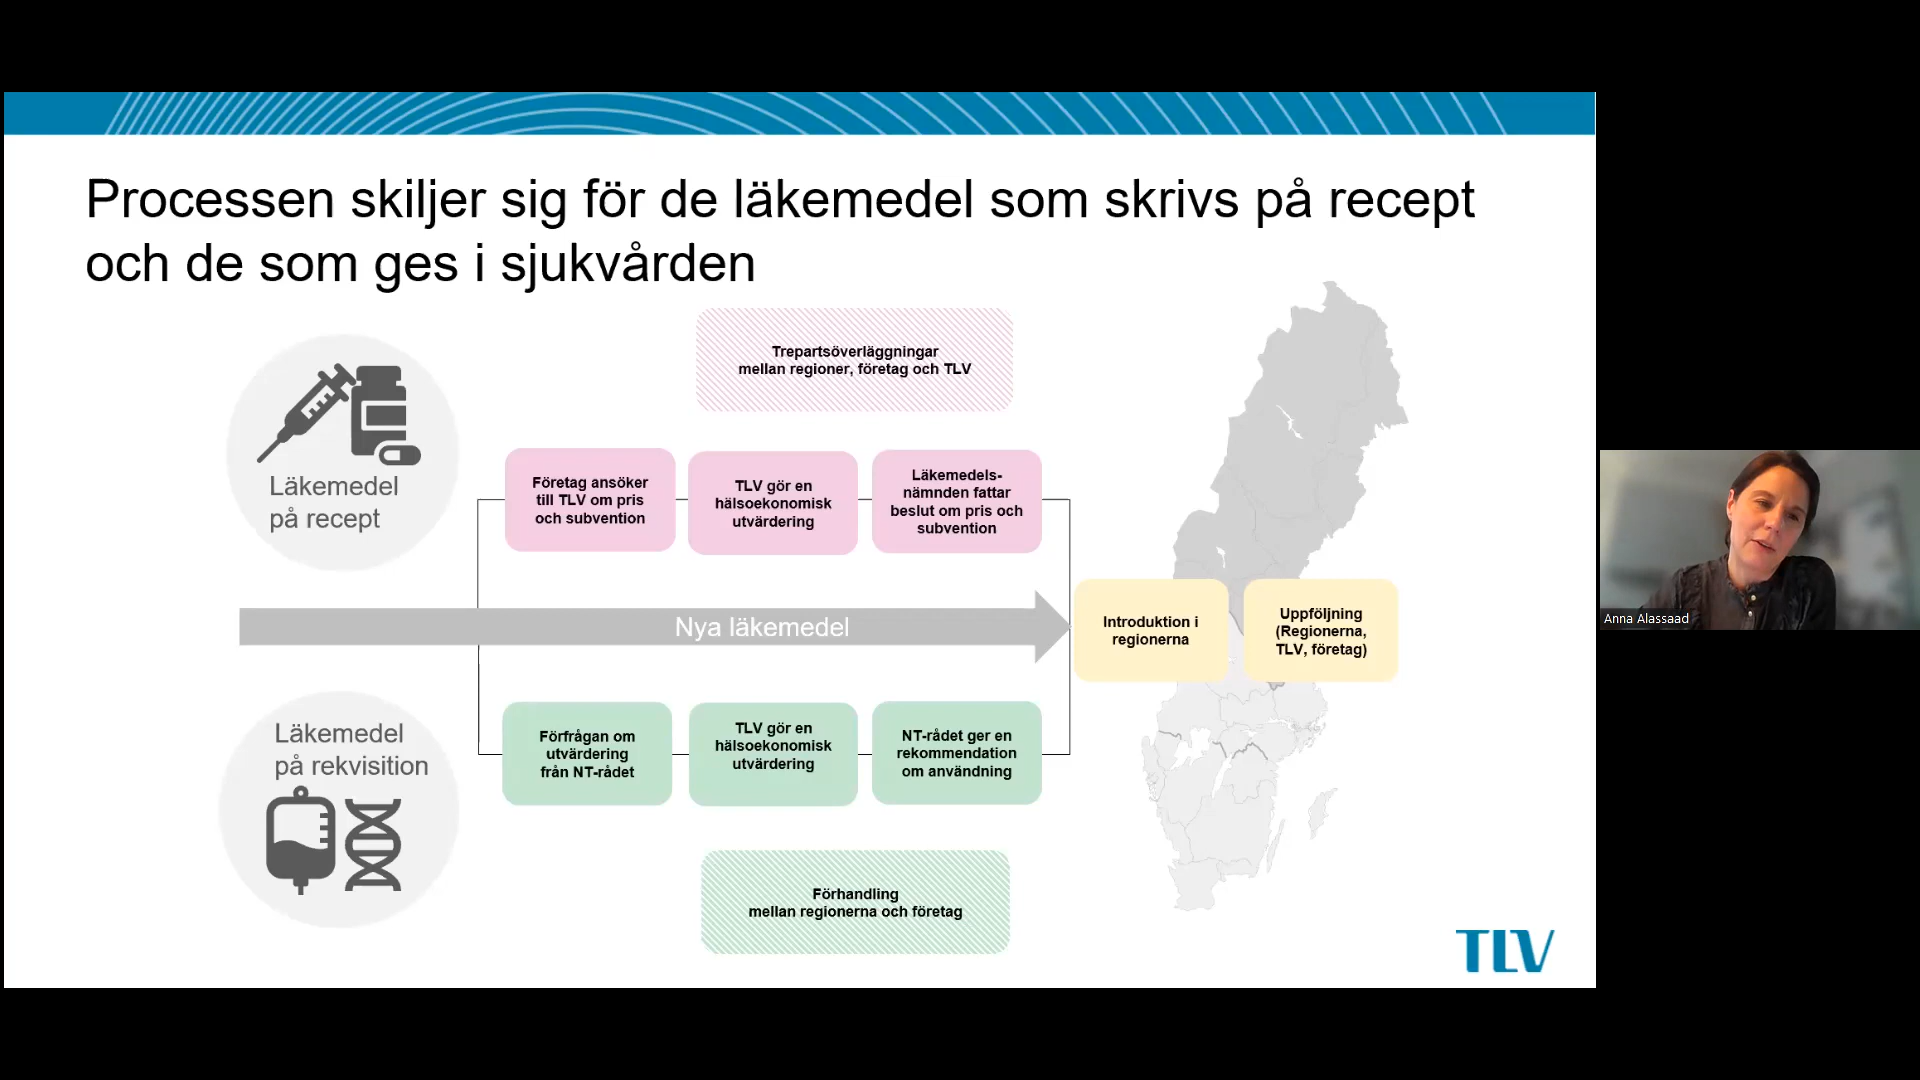 Processen skiljer sig för de läkemedel som skrivs på recept
och de som ges i sjukvården
Trepartsöverläggningar
mellan regioner, företag och TLV
Läkemedel
på recept
Företag ansöker
till TLV om pris
och subvention
TLV gör en
hälsoekonomisk
utvärdering
Läkemedels-
nämnden fattar
beslut om pris och
subvention
Nya läkemedel
Introduktion i
regionerna
Uppföljning
(Regionerna,
TLV, företag)
Läkemedel
på rekvisition
Förfrågan om
utvärdering
från NT-rådet
TLV gör en
hälsoekonomisk
utvärdering
NT-rådet ger en
rekommendation
om användning
Förhandling
mellan regionerna och företag
TLV
Anna Alassaad